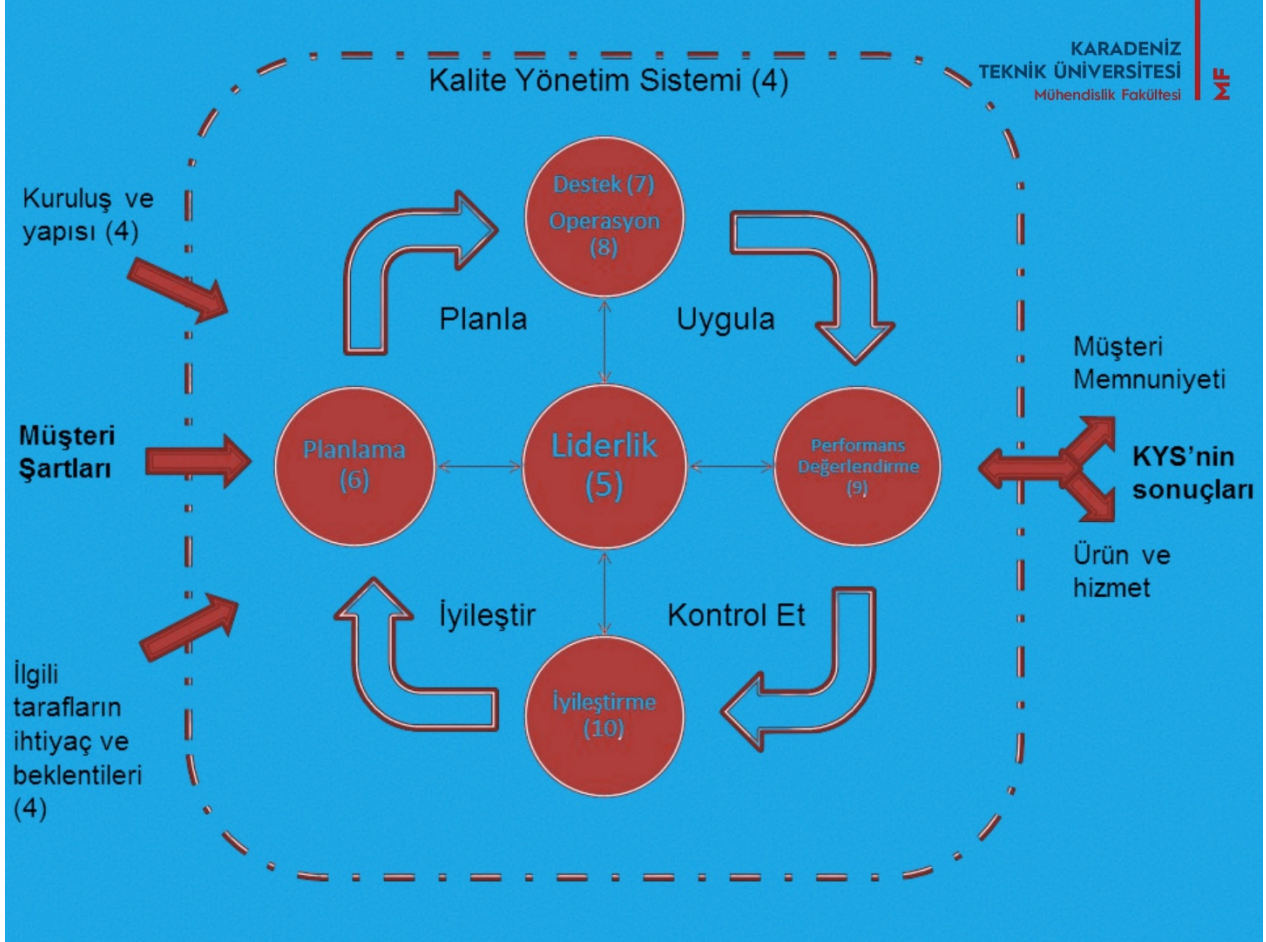 KARADENİZ
TEKNİK ÜNİVERSİTESİ
Mühendislik Fakültesi
MF
Kalite Yönetim Sistemi (4)
Kuruluş ve
yapısı (4)
Müşteri
Şartları
İlgili
tarafların
ihtiyaç ve
beklentileri
(4)
Destek (7)
Operasyon
(8)
Planla
Uygula
Planlama
(6)
Liderlik
(5)
Performans
Değerlendirme
(9)
İyileştir
Kontrol Et
İyileştirme
(10)
Müşteri
Memnuniyeti
KYS’nin
sonuçları
Ürün ve
hizmet